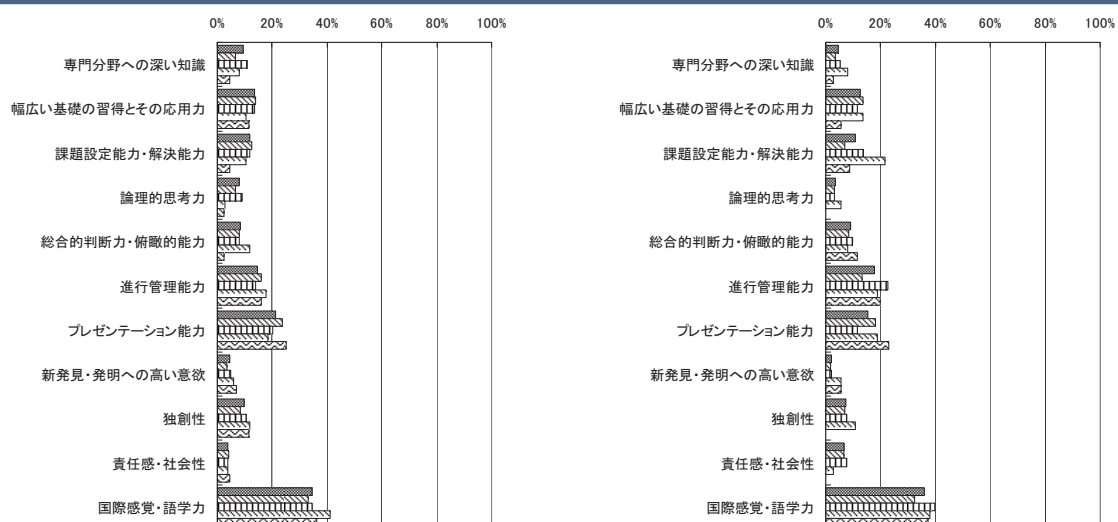 0% 20% 40% 60% 80% 100%
専門分野への深い知識
幅広い基礎の習得とその応用力
課題設定能力・解決能力
論理的思考力
総合的判断力・俯瞰的能力
進行管理能力
プレゼンテーション能力
新発見・発明への高い意欲
独創性
責任感・社会性
国際感覚・語学力
0% 20% 40% 60% 80% 100%
専門分野への深い知識
幅広い基礎の習得とその応用力
課題設定能力・解決能力
論理的思考力
総合的判断力・俯瞰的能力
進行管理能力
プレゼンテーション能力
新発見・発明への高い意欲
独創性
責任感・社会性
国際感覚・語学力